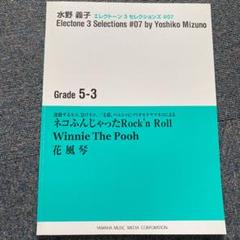 水野 義子 エレクトーン 3 セレクションズ #07
Electone 3 Selections #07 by Yoshiko Mizuno
Grade 5-3
ネコふんじゃったRock'n Roll
Winnie The Pooh
花風琴
YAMAHA MUSIC MEDIA CORPORATION